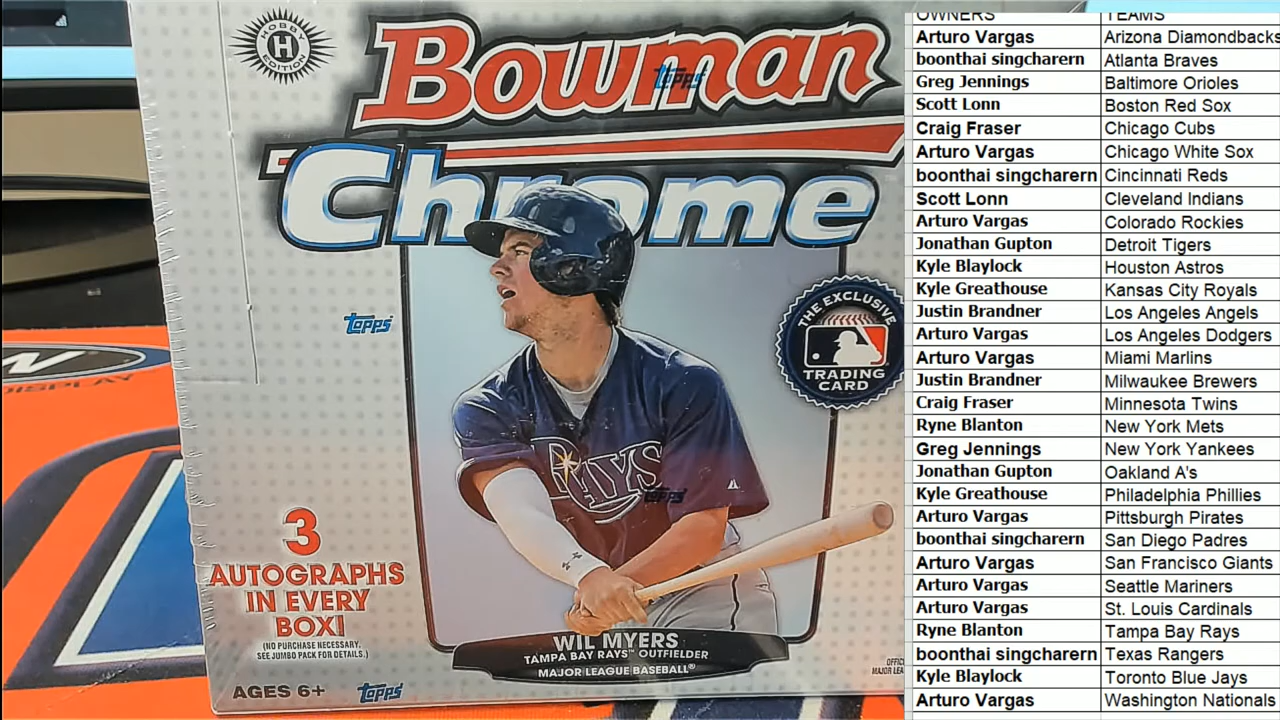 HOBBY
H
EDITION
Bowman
topps
Chrome
topps
THE EXCLUSIVE
TRADING
CARD
RAYS
topps
3
AUTOGRAPHS
IN EVERY
BOX!
(NO PURCHASE NECESSARY.
SEE JUMBO PACK FOR DETAILS.)
WIL MYERS
TAMPA BAY RAYS™ OUTFIELDER
MAJOR LEAGUE BASEBALL®
AGES 6+
topps
DISPLAY
OWNERS TEAMS
Arturo Vargas Arizona Diamondbacks
boonthai singcharern Atlanta Braves
Greg Jennings Baltimore Orioles
Scott Lonn Boston Red Sox
Craig Fraser Chicago Cubs
Arturo Vargas Chicago White Sox
boonthai singcharern Cincinnati Reds
Scott Lonn Cleveland Indians
Arturo Vargas Colorado Rockies
Jonathan Gupton Detroit Tigers
Kyle Blaylock Houston Astros
Kyle Greathouse Kansas City Royals
Justin Brandner Los Angeles Angels
Arturo Vargas Los Angeles Dodgers
Arturo Vargas Miami Marlins
Justin Brandner Milwaukee Brewers
Craig Fraser Minnesota Twins
Ryne Blanton New York Mets
Greg Jennings New York Yankees
Jonathan Gupton Oakland A's
Kyle Greathouse Philadelphia Phillies
Arturo Vargas Pittsburgh Pirates
boonthai singcharern San Diego Padres
Arturo Vargas San Francisco Giants
Arturo Vargas Seattle Mariners
Arturo Vargas St. Louis Cardinals
Ryne Blanton Tampa Bay Rays
boonthai singcharern Texas Rangers
Kyle Blaylock Toronto Blue Jays
Arturo Vargas Washington Nationals